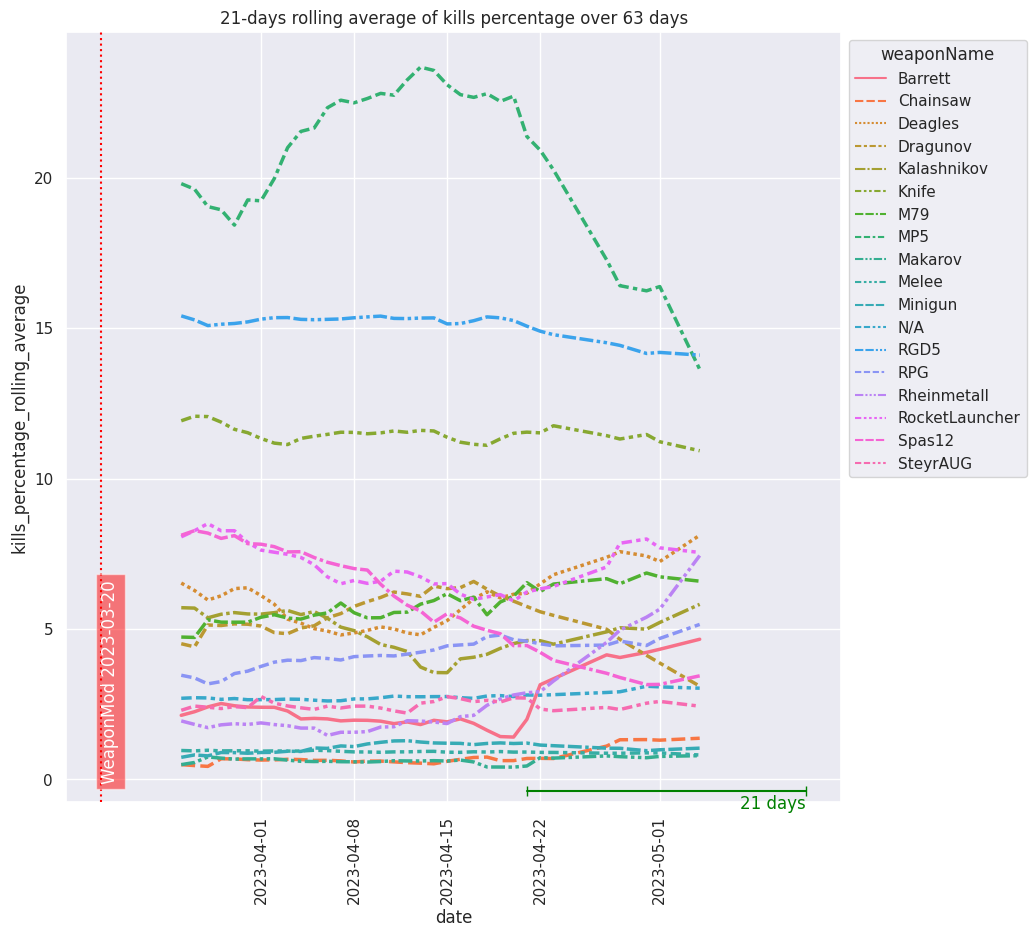 21-days rolling average of kills percentage over 63 days
kills_percentage_rolling_average
20
15
10
5
0
WeaponMod 2023-03-20
21 days
2023-04-01
2023-04-08
2023-04-15
2023-04-22
2023-05-01
date
weaponName
Barrett
Chainsaw
Deagles
Dragunov
Kalashnikov
Knife
M79
MP5
Makarov
Melee
Minigun
N/A
RGD5
RPG
Rheinmetall
RocketLauncher
Spas12
SteyrAUG